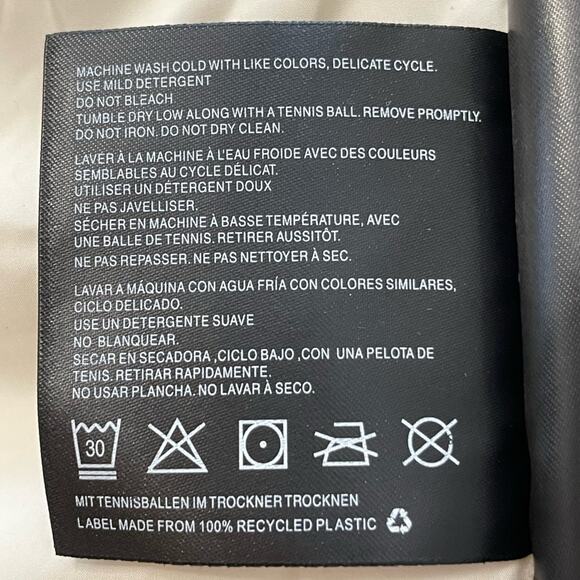 MACHINE WASH COLD WITH LIKE COLORS, DELICATE CYCLE.
USE MILD DETERGENT
DO NOT BLEACH
TUMBLE DRY LOW ALONG WITH A TENNIS BALL. REMOVE PROMPTLY.
DO NOT IRON. DO NOT DRY CLEAN.
LAVER À LA MACHINE À L'EAU FROIDE AVEC DES COULEURS
SEMBLABLES AU CYCLE DÉLICAT.
UTILISER UN DÉTERGENT DOUX
NE PAS JAVELLISER.
SÉCHER EN MACHINE À BASSE TEMPÉRATURE, AVEC
UNE BALLE DE TENNIS. RETIRER AUSSITÔT.
NE PAS REPASSER. NE PAS NETTOYER À SEC.
LAVAR A MÁQUINA CON AGUA FRÍA CON COLORES SIMILARES,
CICLO DELICADO.
USE UN DETERGENTE SUAVE
NO BLANQUEAR.
SECAR EN SECADORA ,CICLO BAJO ,CON UNA PELOTA DE
TENIS. RETIRAR RAPIDAMENTE.
NO USAR PLANCHA. NO LAVAR À SECO.
30
MIT TENNiSBALLEN IM TROCKNER TROCKNEN
LABEL MADE FROM 100% RECYCLED PLASTIC